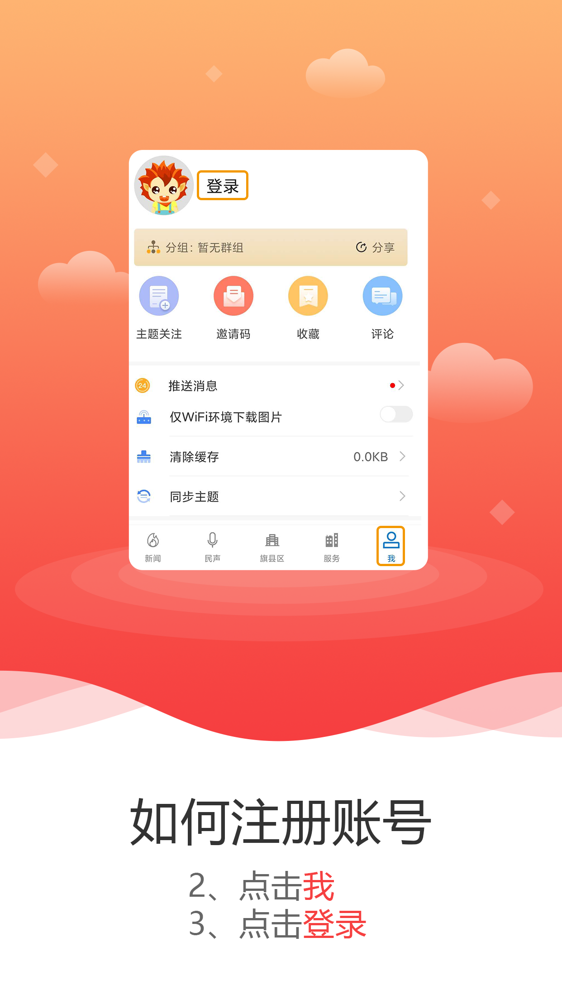 登录
分组：暂无群组 分享
主题关注 邀请码 收藏 评论
24 推送消息
仅WiFi环境下载图片
清除缓存 0.0KB
同步主题
新闻 民声 旗县区 服务 我
如何注册账号
2、点击我
3、点击登录